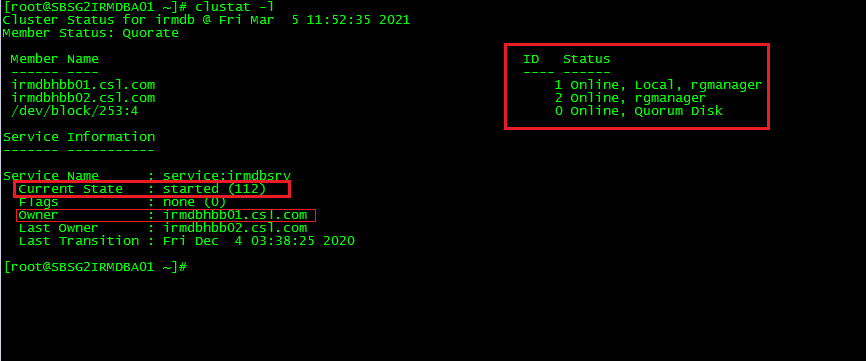 [root@SBSG2IRMDBA01 ~]# clustat -l
Cluster Status for irmdb @ Fri Mar  5 11:52:35 2021
Member Status: Quorate
Member Name ID Status
------ ---- ---- ------
irmdbhbb01.csl.com 1 Online, Local, rgmanager
irmdbhbb02.csl.com 2 Online, rgmanager
/dev/block/253:4 0 Online, Quorum Disk
Service Information
------- -----------
Service Name : service:irmdbsrv
Current State : started (112)
Flags : none (0)
Owner : irmdbhbb01.csl.com
Last Owner : irmdbhbb02.csl.com
Last Transition : Fri Dec  4 03:38:25 2020
[root@SBSG2IRMDBA01 ~]#